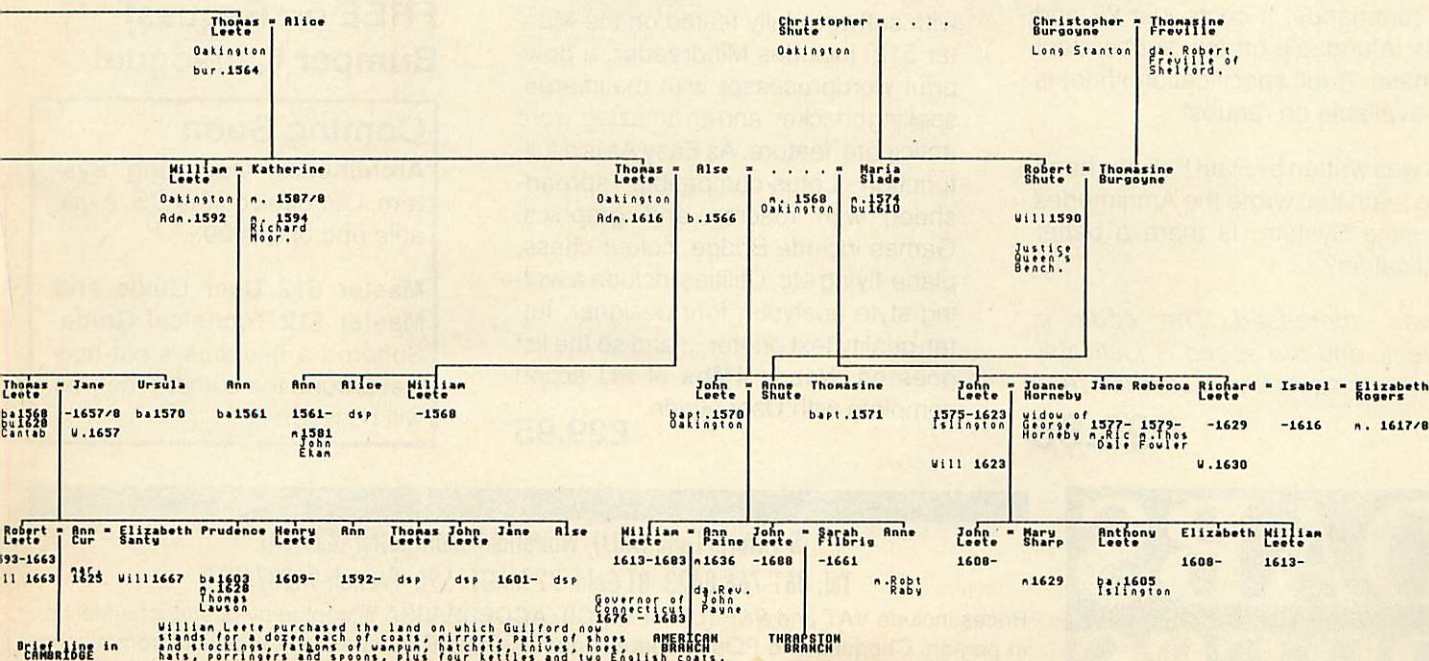 Thomas = Alice
Leete
Oakington
bur.1564
Christopher =
Shute
Oakington
Christopher = Thomasine
Burgoyne Freville
Long Stanton da. Robert
Freville of
Shelford.
William = Katherine
Leete
Oakington m. 1587/8
Adm.1592 m. 1594
Richard
Moor.
Thomas = Alse = . . . . . = Maria
Leete Slade
Oakington m. 1568 m.1574
Oakington bu1610
Adm.1616 b.1566
Robert = Thomasine
Shute Burgoyne
Will1590
Justice
Queen's
Bench.
Thomas = Jane Ursula Ann Ann Alice William
Leete Leete
ba1568 -1657/8 ba1570 ba1561 1561- dsp -1568
bu1628
Cantab W.1657 m1581
John
Ekam
John = Anne Thomasine
Leete Shute
bapt.1570 bapt.1571
Oakington
John = Joane Jane Rebecca Richard = Isabel = Elizabeth
Leete Horneby Leete Rogers
1575-1623 widow of -1629 -1616 m. 1617/8
Islington George 1577- 1579-
Horneby m.Ric m.Thos
Dale Fowler
Will 1623 W.1630
Robert = Ann = Elizabeth Prudence Henry Ann Thomas John Jane Alse
Leete Cur Santy Leete Leete Leete
593-1663 mar. ba1603 1609- 1592- dsp dsp 1601- dsp
ll 1663 1625 Will1667 m.1628
Thomas
Lawson
William = Ann John = Sarah Anne
Leete Paine Leete Filbrig
1613-1683 m1636 -1688 -1661
da.Rev. m.Robt
Governor of John Raby
Connecticut Payne
1676 - 1683
John = Mary Anthony Elizabeth William
Leete Sharp Leete Leete
1608- m1629 ba.1605 1608- 1613-
Islington
Brief line in
CAMBRIDGE
William Leete purchased the land on which Guilford now
stands for a dozen each of coats, mirrors, pairs of shoes
and stockings, fathoms of wampum, hatchets, knives, hoes,
hats, porringers and spoons, plus four kettles and two English coats.
AMERICAN
BRANCH
THRAPSTON
BRANCH